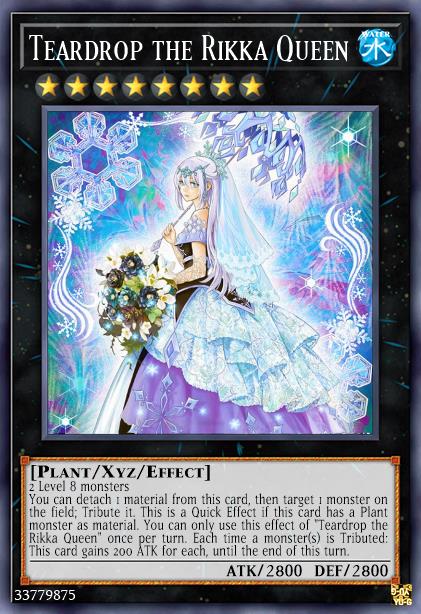 TEARDROP THE RIKKA QUEEN
WATER
水
[PLANT/XYZ/EFFECT]
2 Level 8 monsters
You can detach 1 material from this card, then target 1 monster on
the field; Tribute it. This is a Quick Effect if this card has a Plant
monster as material. You can only use this effect of "Teardrop the
Rikka Queen" once per turn. Each time a monster(s) is Tributed:
This card gains 200 ATK for each, until the end of this turn.
ATK/2800 DEF/2800
33779875